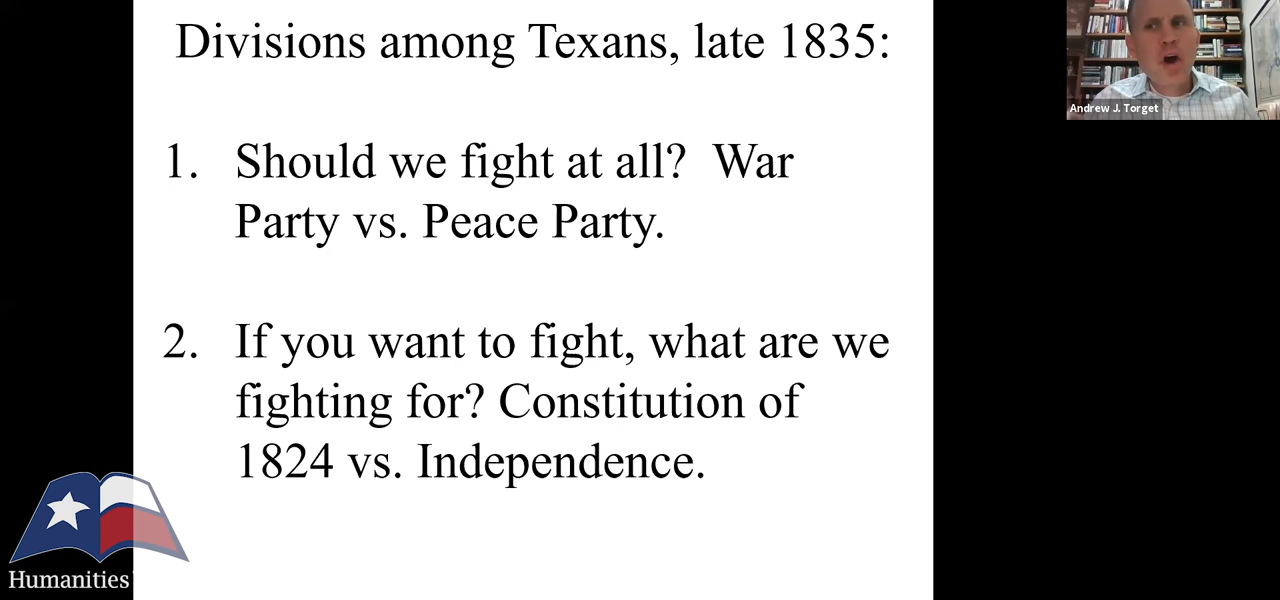 Divisions among Texans, late 1835:
Andrew J. Torget
1. Should we fight at all? War
Party vs. Peace Party.
2. If you want to fight, what are we
fighting for? Constitution of
1824 vs. Independence.
Humanities